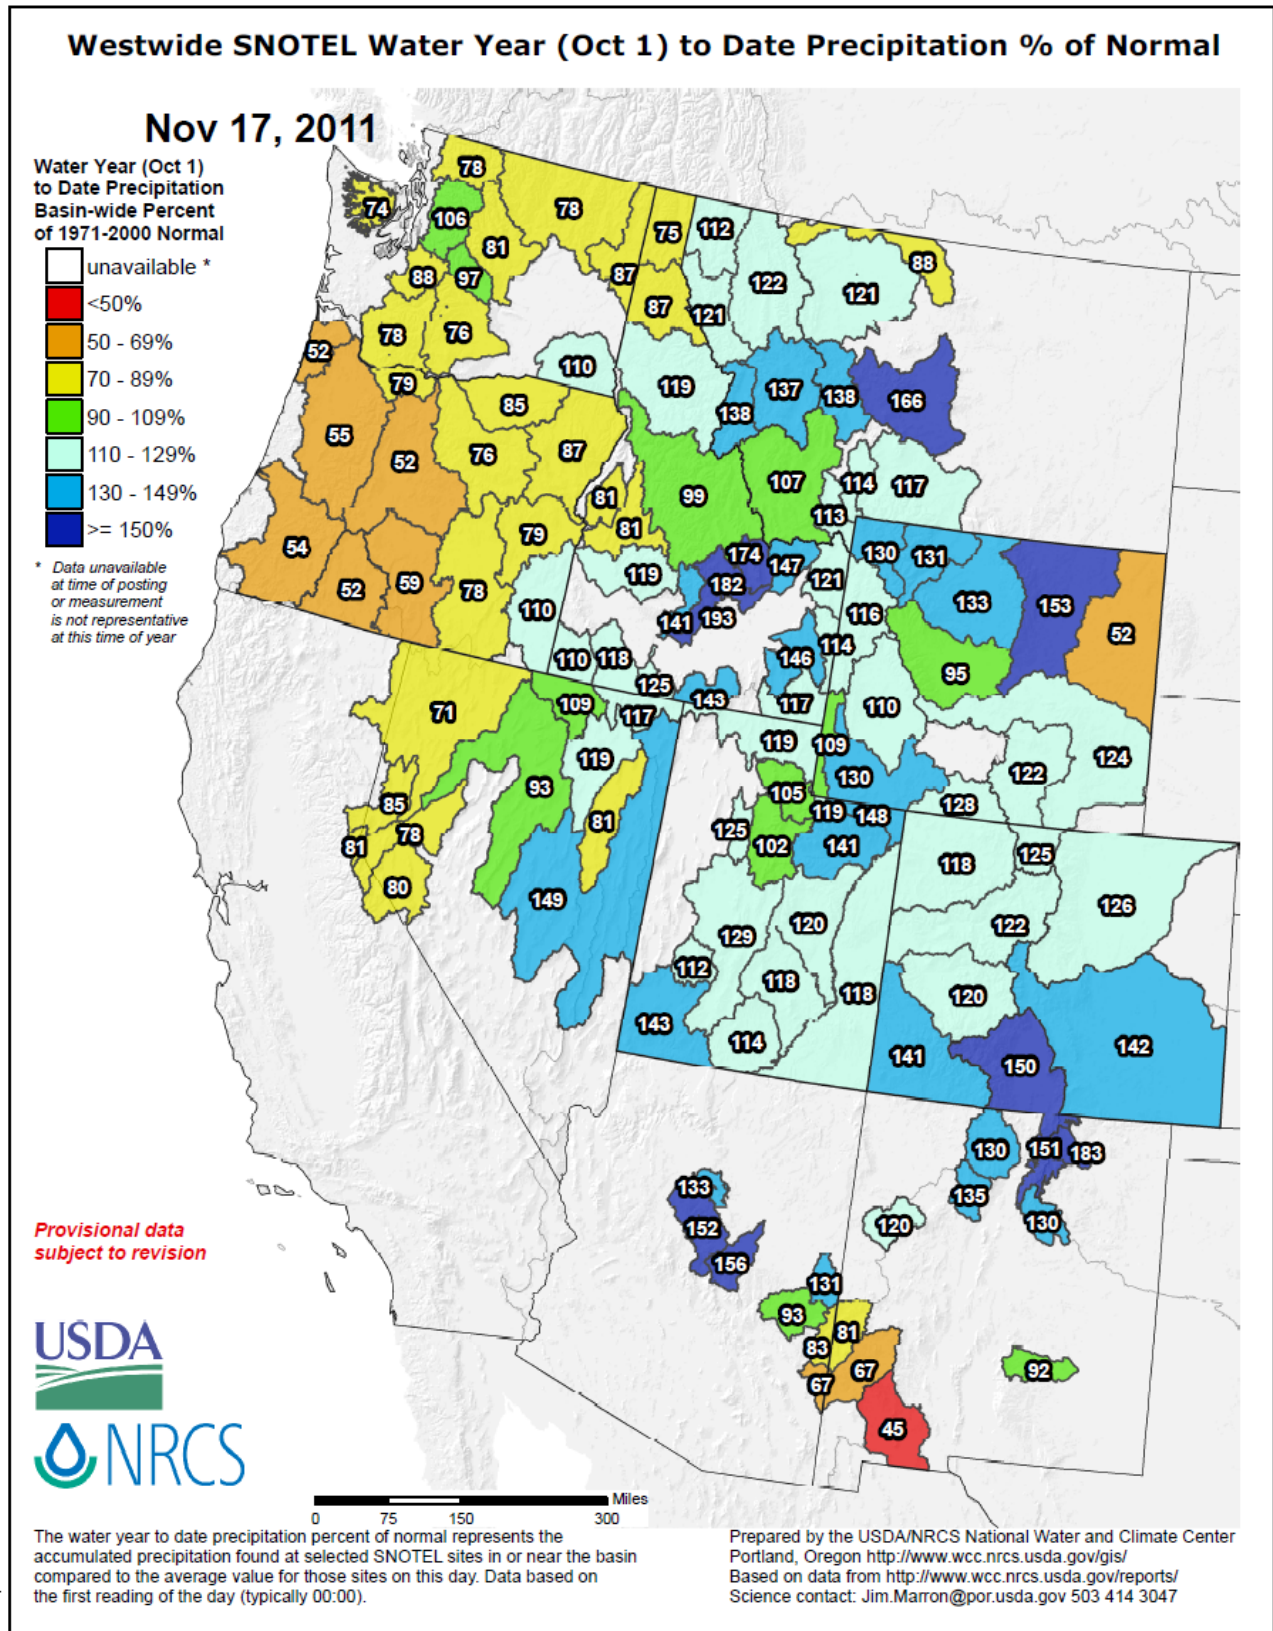 Westwide SNOTEL Water Year (Oct 1) to Date Precipitation % of Normal
Nov 17, 2011
Water Year (Oct 1)
to Date Precipitation
Basin-wide Percent
of 1971-2000 Normal
unavailable *
<50%
50 - 69%
70 - 89%
90 - 109%
110 - 129%
130 - 149%
>= 150%
* Data unavailable
at time of posting
or measurement
is not representative
at this time of year
78
74 106 78 75 112
81 88
88 97 87 122
87 121 121
78 76
52 110
79 119 137
138 138 166
85
55 52 76 87
81 99 107 114 117
81 113
54 79
52 59 78 119 174 147 130 131
182 121
110 141 193 116 133 153 52
110 118 146 114
125 95
71 109 143 117 110
117
119 119 109
93 130 122 124
85 105 128
81 78 81 125 119 148
102 141 118 125
80 149
129 120 122 126
112 118 118 120
143 114 141 150 142
130 151 183
133 135
152 120 130
156
131
93 81
83
67 67 92
45
Provisional data
subject to revision
USDA
NRCS
Miles
0 75 150 300
The water year to date precipitation percent of normal represents the
accumulated precipitation found at selected SNOTEL sites in or near the basin
compared to the average value for those sites on this day. Data based on
the first reading of the day (typically 00:00).
Prepared by the USDA/NRCS National Water and Climate Center
Portland, Oregon http://www.wcc.nrcs.usda.gov/gis/
Based on data from http://www.wcc.nrcs.usda.gov/reports/
Science contact: Jim.Marron@por.usda.gov 503 414 3047